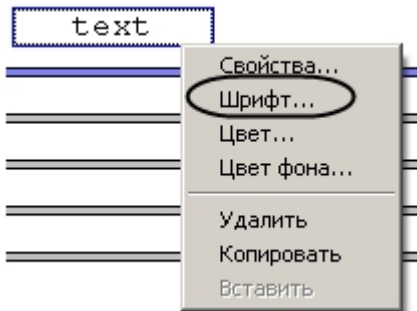 text
Свойства...
Шрифт...
Цвет...
Цвет фона...
Удалить
Копировать
Вставить